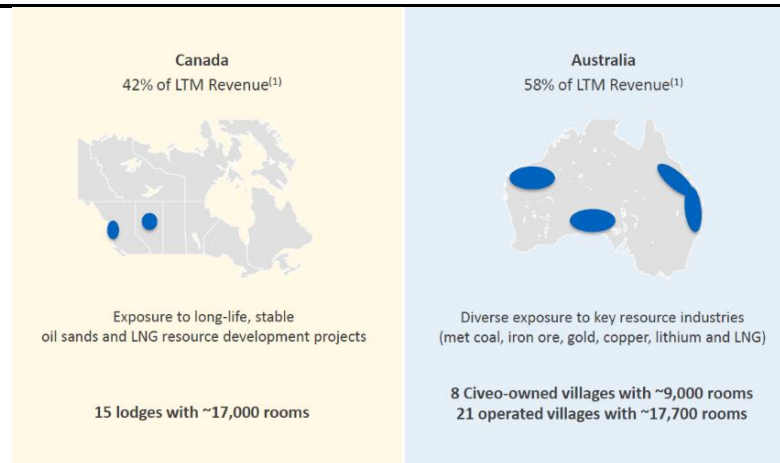 Canada
42% of LTM Revenue(1)
Exposure to long-life, stable
oil sands and LNG resource development projects
15 lodges with ~17,000 rooms
Australia
58% of LTM Revenue(1)
Diverse exposure to key resource industries
(met coal, iron ore, gold, copper, lithium and LNG)
8 Civeo-owned villages with ~9,000 rooms
21 operated villages with ~17,700 rooms